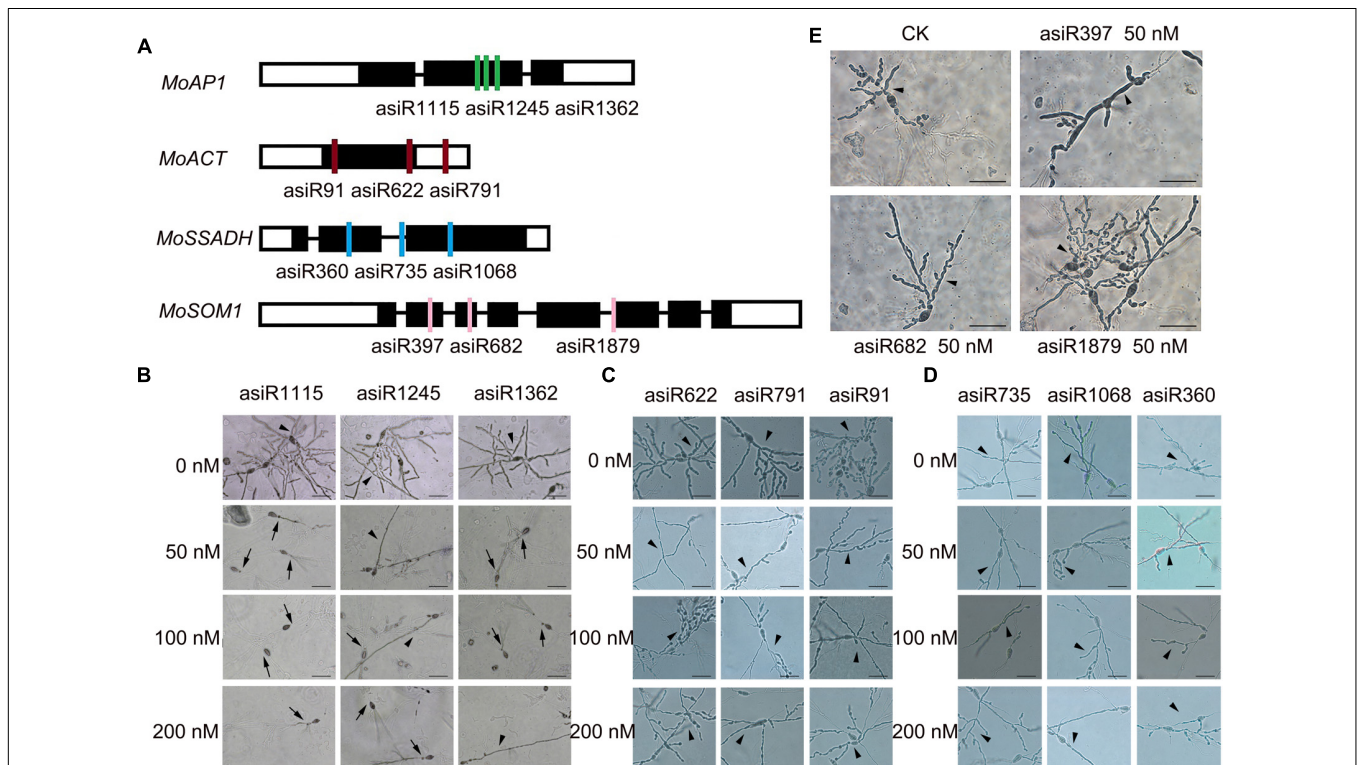 A
MoAP1
asiR1115 asiR1245 asiR1362
MoACT
asiR91 asiR622 asiR791
MoSSADH
asiR360 asiR735 asiR1068
MoSOM1
asiR397 asiR682 asiR1879
E
CK asiR397 50 nM
asiR682 50 nM asiR1879 50 nM
B
asiR1115 asiR1245 asiR1362
0 nM
50 nM
100 nM
200 nM
C
asiR622 asiR791 asiR91
0 nM
50 nM
100 nM
200 nM
D
asiR735 asiR1068 asiR360
0 nM
50 nM
100 nM
200 nM